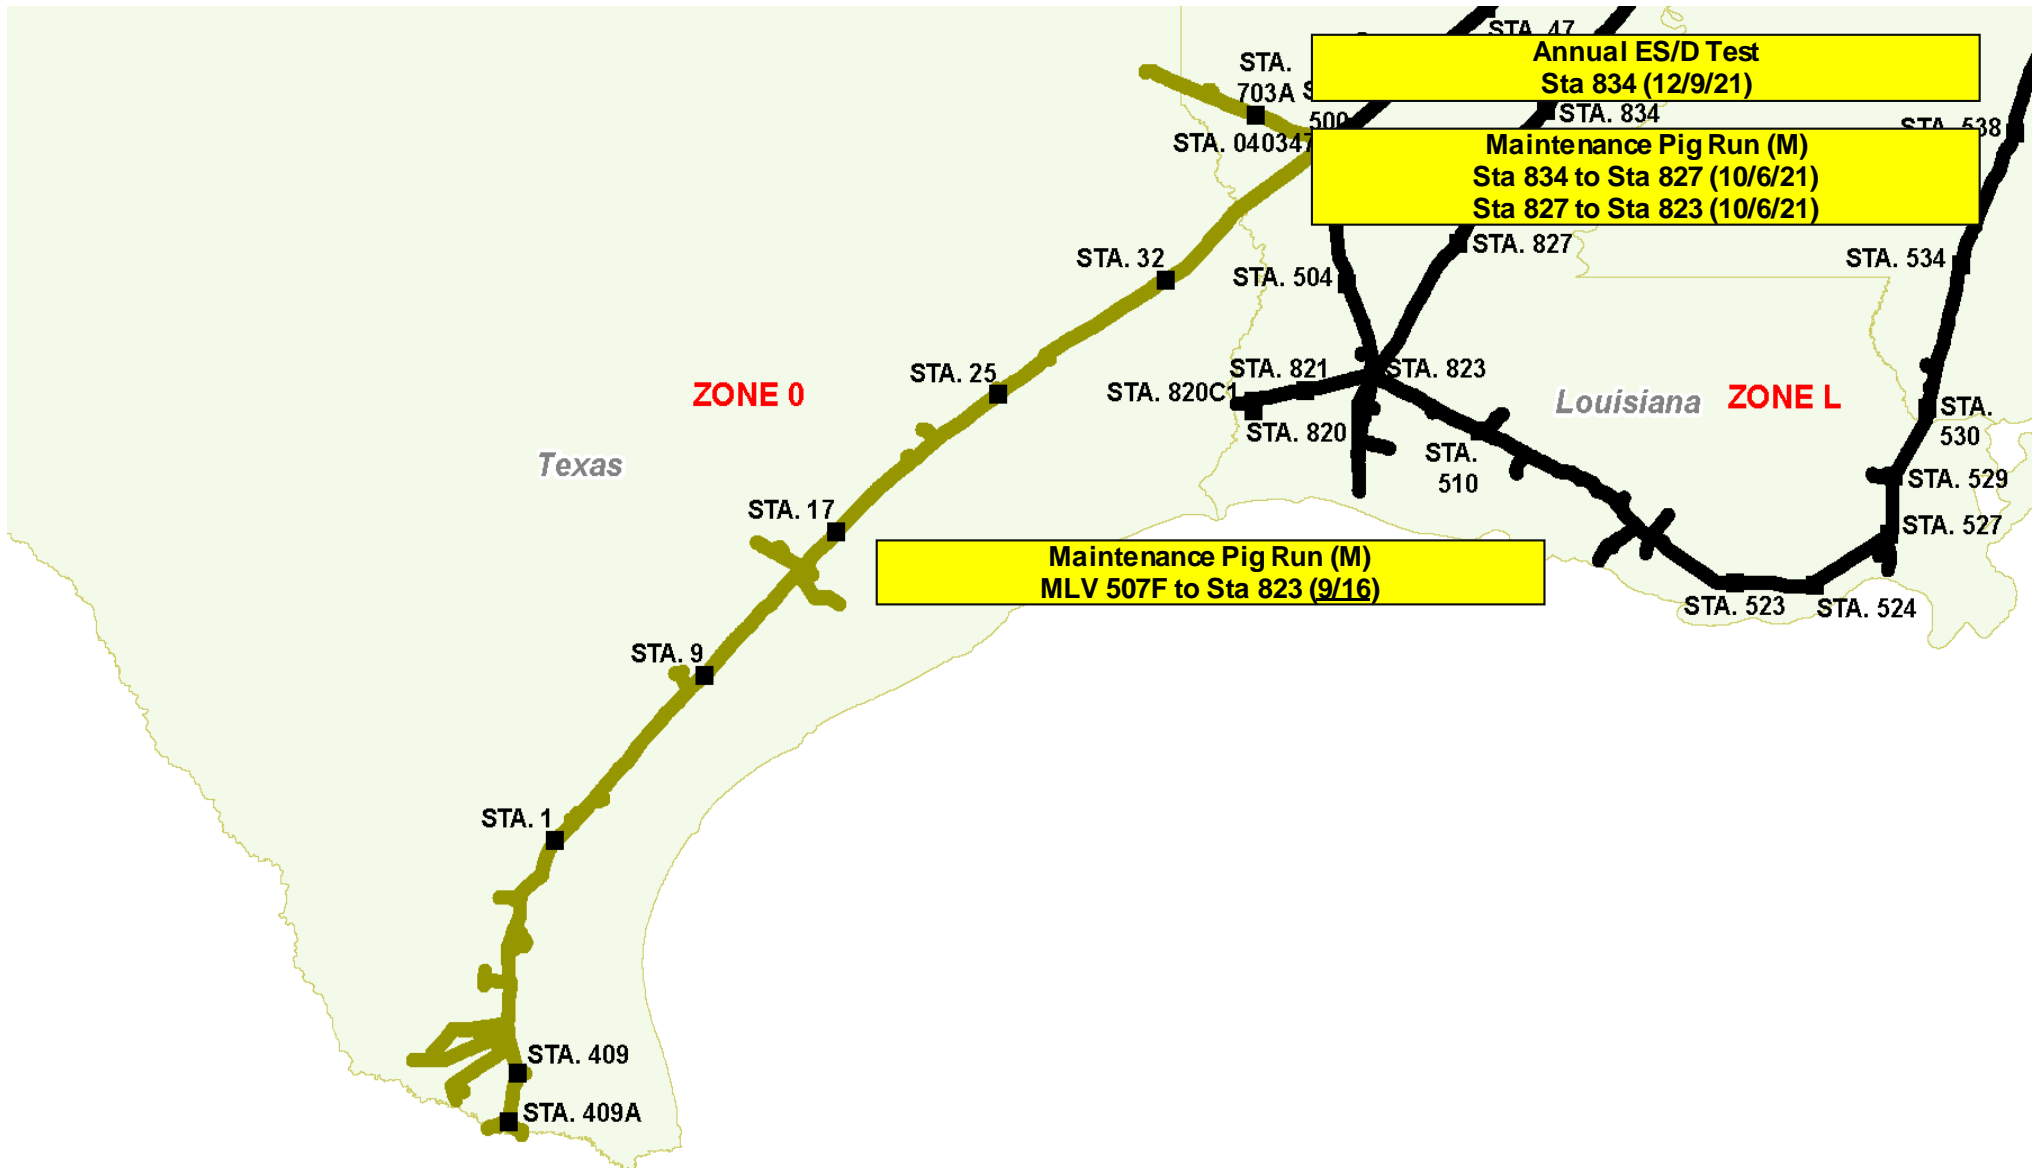 STA. 47
Annual ES/D Test
Sta 834 (12/9/21)
STA.
703A
500
STA. 834
STA. 538
STA. 040347
Maintenance Pig Run (M)
Sta 834 to Sta 827 (10/6/21)
Sta 827 to Sta 823 (10/6/21)
STA. 827
STA. 32
STA. 504
STA. 534
STA. 25
STA. 821
STA. 823
STA. 820C1
ZONE 0
Louisiana
ZONE L
STA. 820
STA.
530
STA.
510
Texas
STA. 529
STA. 17
STA. 527
Maintenance Pig Run (M)
MLV 507F to Sta 823 (9/16)
STA. 523
STA. 524
STA. 9
STA. 1
STA. 409
STA. 409A